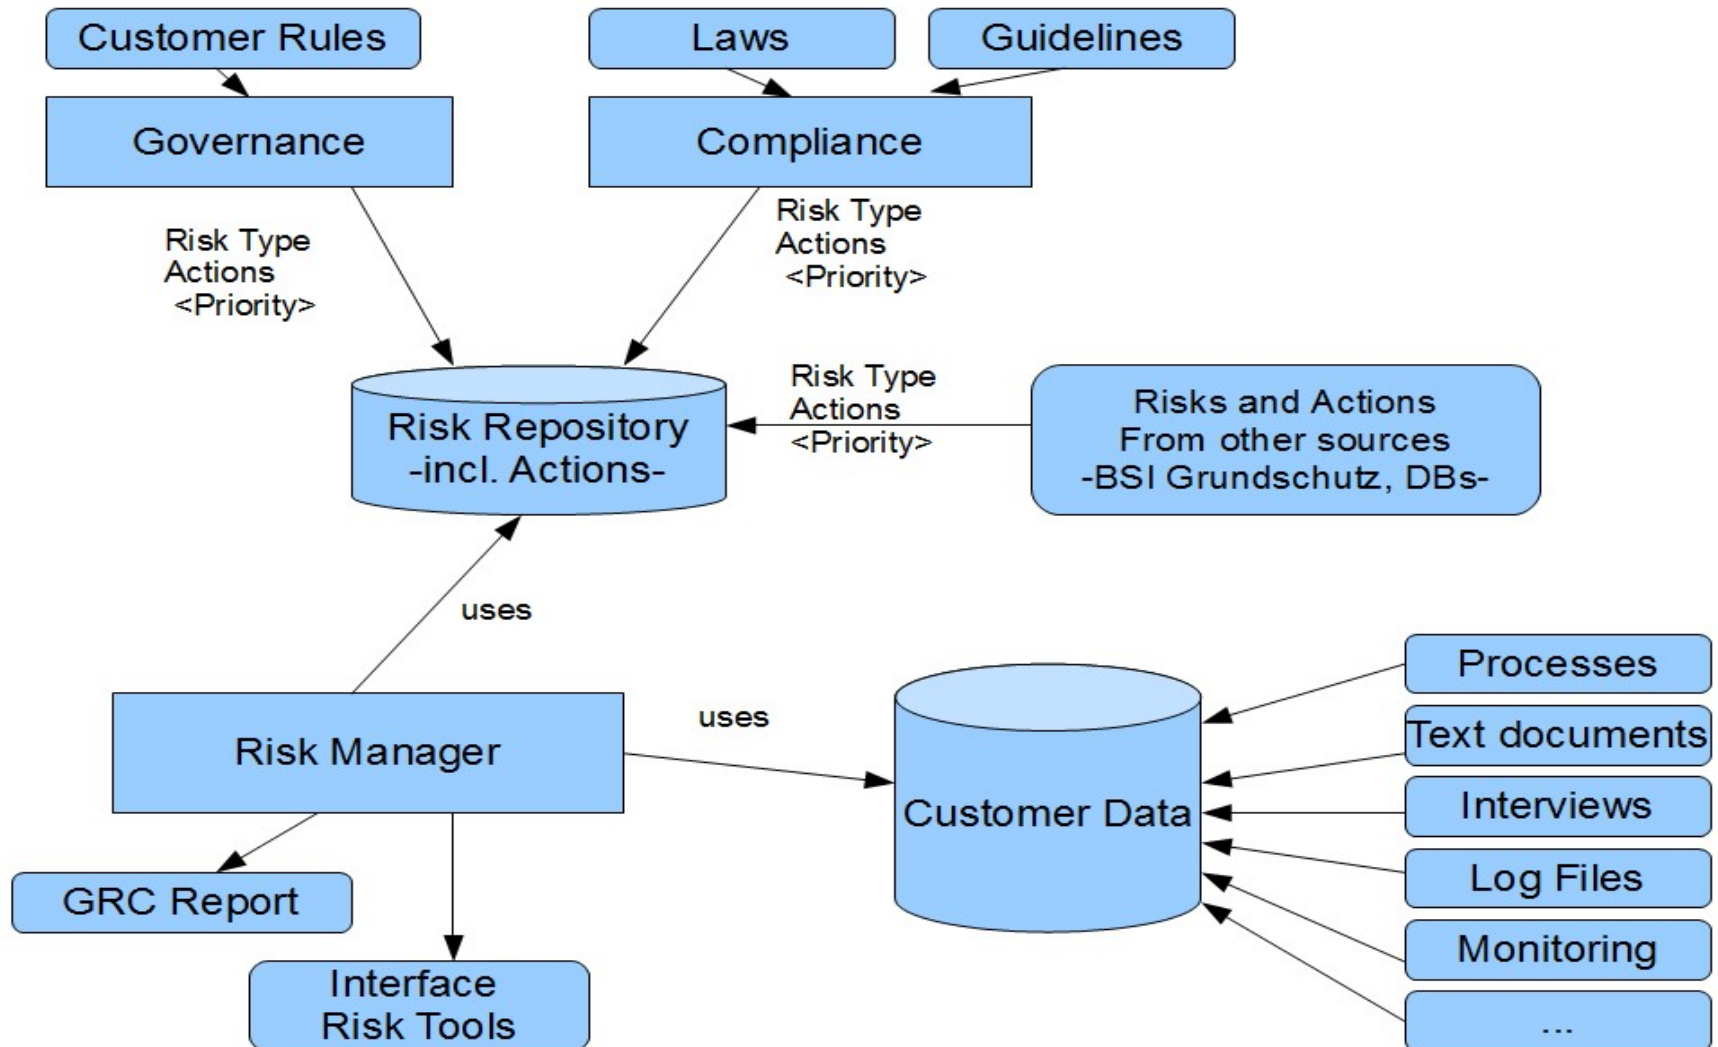 Customer Rules
Laws
Guidelines
Governance
Compliance
Risk Type
Actions
<Priority>
Risk Type
Actions
<Priority>
Risk Type
Actions
<Priority>
Risk Repository
-incl. Actions-
Risks and Actions
From other sources
-BSI Grundschutz, DBs-
uses
uses
Risk Manager
Customer Data
Processes
Text documents
Interviews
Log Files
Monitoring
...
GRC Report
Interface
Risk Tools